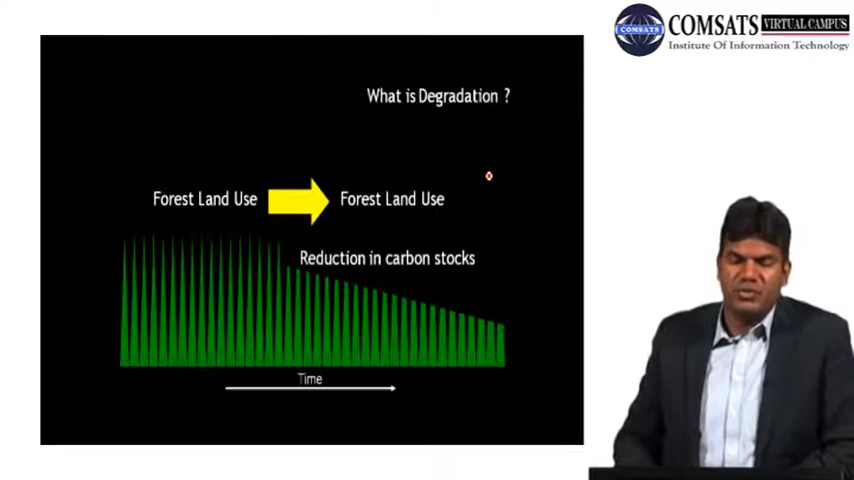 COMSATS VIRTUAL CAMPUS
COMSATS
Institute Of Information Technology
What is Degradation ?
Forest Land Use
Forest Land Use
Reduction in carbon stocks
Time